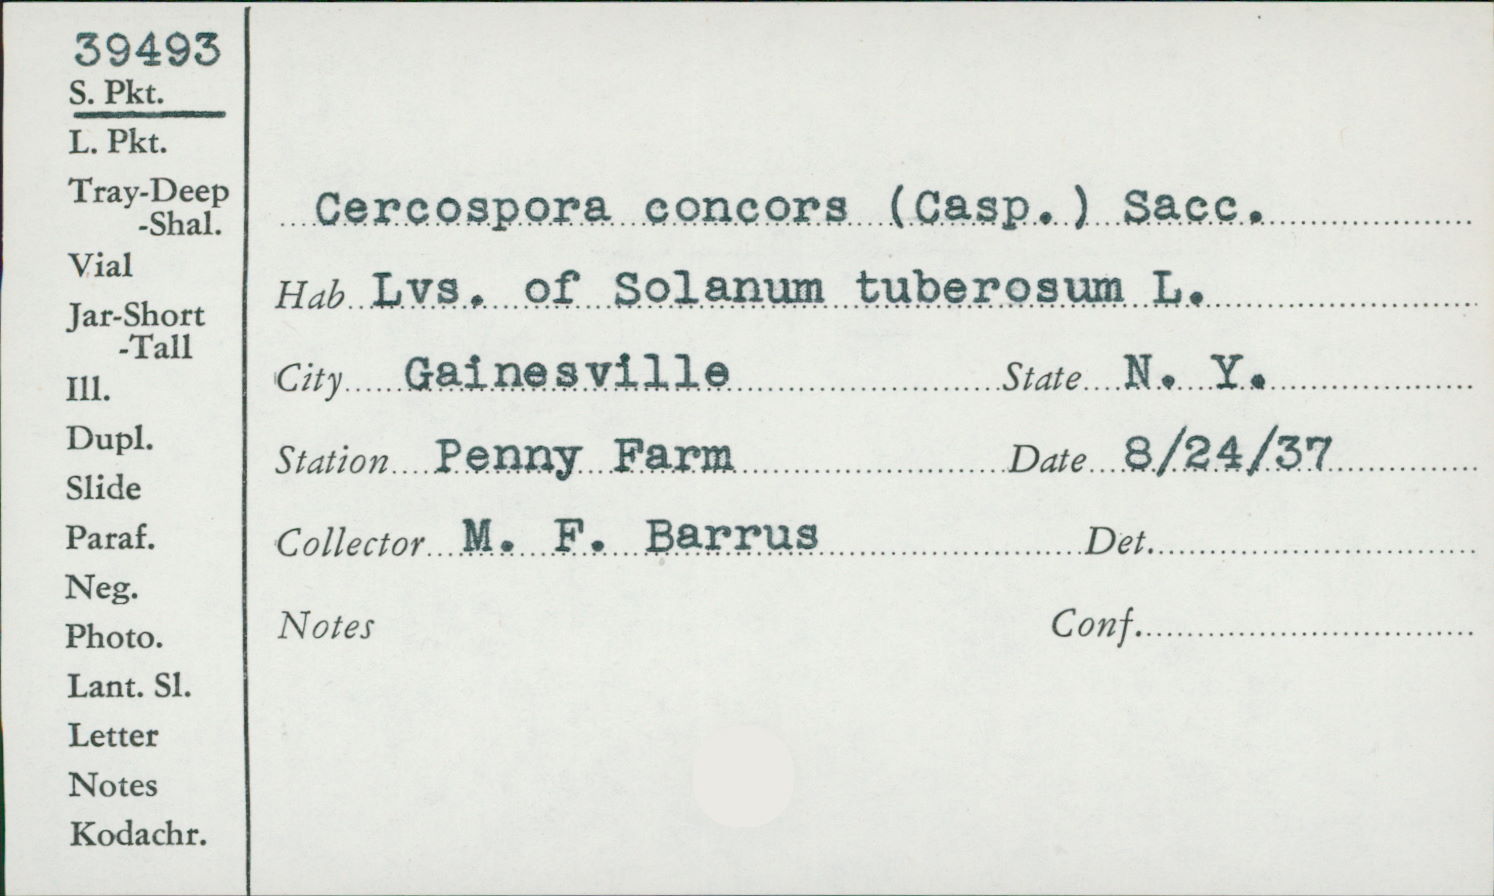 39493
S. Pkt.
L. Pkt.
Tray-Deep
-Shal.
Vial
Jar-Short
-Tall
Ill.
Dupl.
Slide
Paraf.
Neg.
Photo.
Lant. Sl.
Letter
Notes
Kodachr.
Cercospora concors (Casp.) Sacc.
Hab Lvs. of Solanum tuberosum L.
City Gainesville State N. Y.
Station Penny Farm Date 8/24/37
Collector M. F. Barrus Det.
Notes Conf.